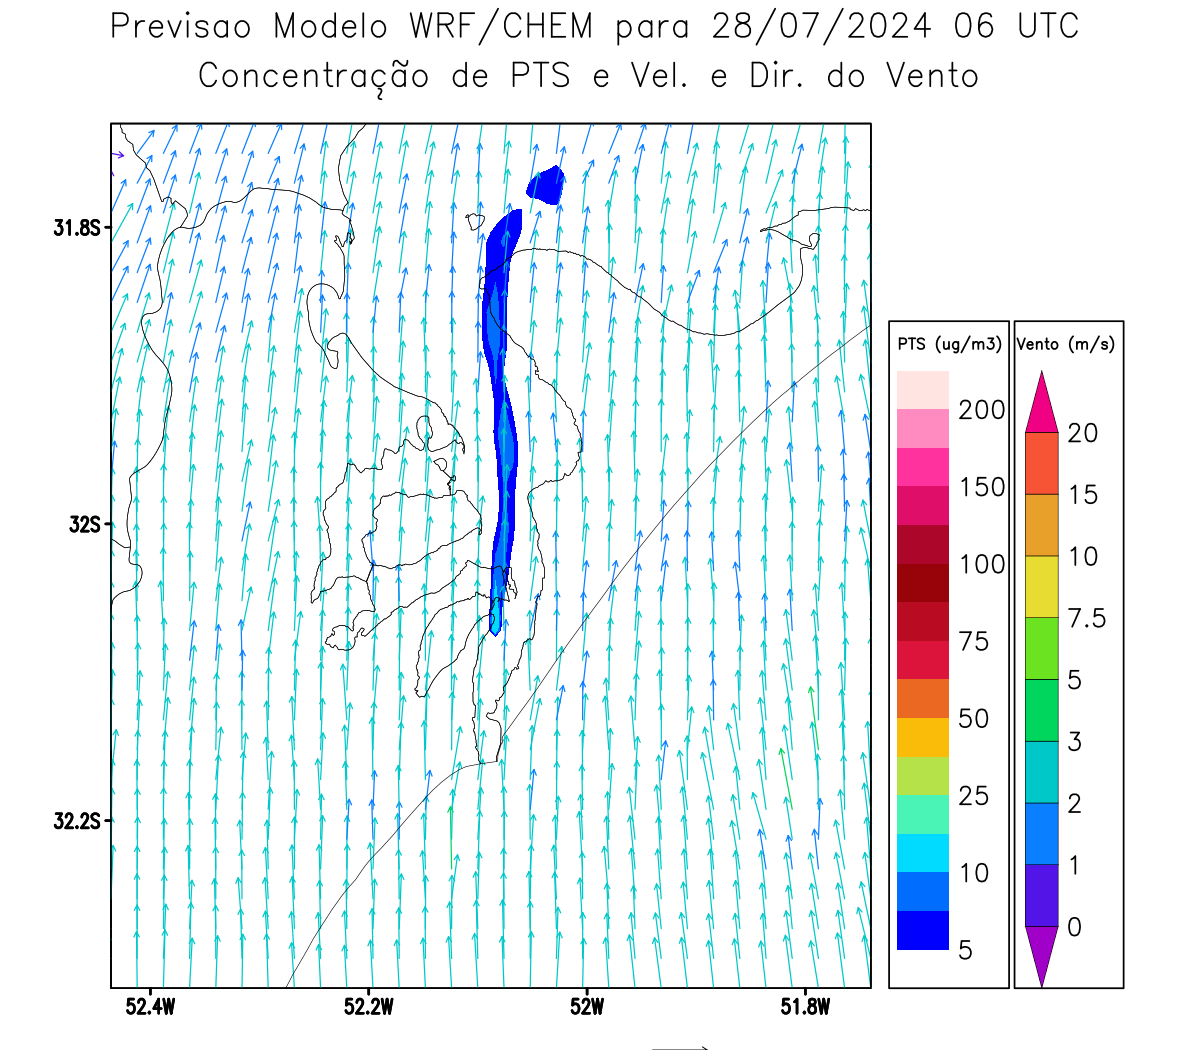 Previsao Modelo WRF/CHEM para 28/07/2024 06 UTC
Concentração de PTS e Vel. e Dir. do Vento
31.8S
32S
32.2S
52.4W 52.2W 52W 51.8W
PTS (ug/m3)
200
150
100
75
50
25
10
5
Vento (m/s)
20
15
10
7.5
5
3
2
1
0